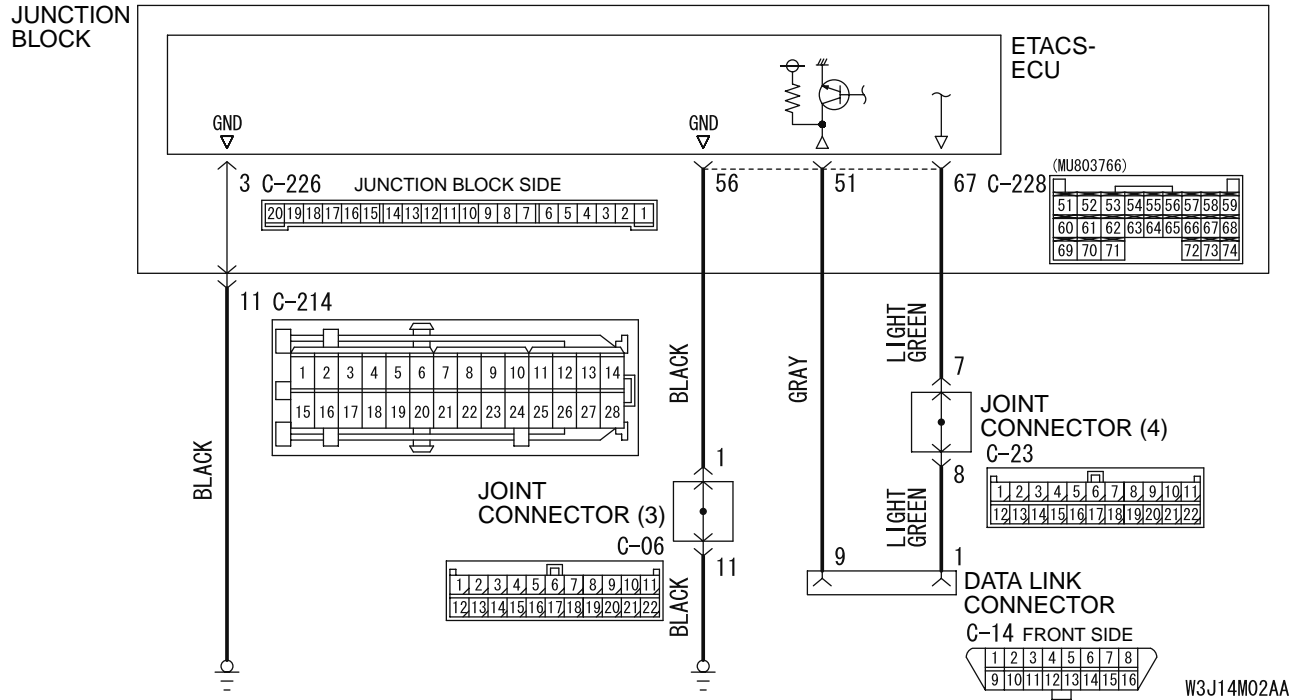 JUNCTION
BLOCK
ETACS-
ECU
GND
GND
3 C-226 JUNCTION BLOCK SIDE
20 19 18 17 16 15 14 13 12 11 10 9 8 7 6 5 4 3 2 1
56
51
67 C-228
(MU803766)
51 52 53 54 55 56 57 58 59
60 61 62 63 64 65 66 67 68
69 70 71 72 73 74
11 C-214
1 2 3 4 5 6 7 8 9 10 11 12 13 14
15 16 17 18 19 20 21 22 23 24 25 26 27 28
BLACK
BLACK
GRAY
LIGHT
GREEN
7
JOINT
CONNECTOR (4)
C-23
8
1 2 3 4 5 6 7 8 9 10 11
12 13 14 15 16 17 18 19 20 21 22
1
JOINT
CONNECTOR (3)
C-06
11
1 2 3 4 5 6 7 8 9 10 11
12 13 14 15 16 17 18 19 20 21 22
BLACK
LIGHT
GREEN
9
1
DATA LINK
CONNECTOR
C-14 FRONT SIDE
1 2 3 4 5 6 7 8
9 10 11 12 13 14 15 16
W3J14M02AA